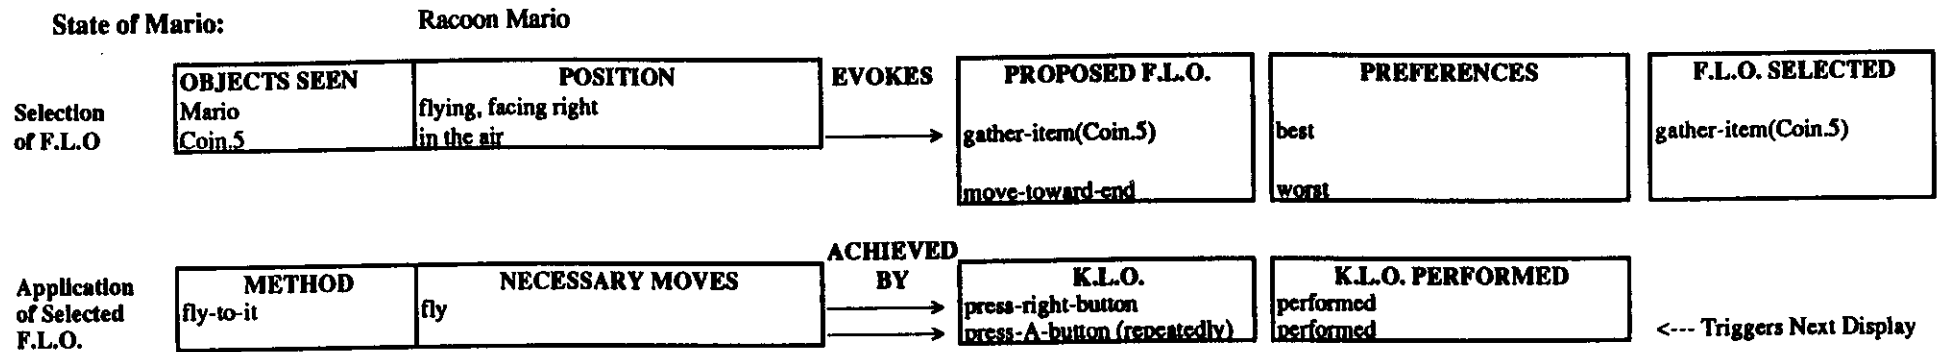 State of Mario: Racoon Mario
OBJECTS SEEN POSITION EVOKES PROPOSED F.L.O. PREFERENCES F.L.O. SELECTED
Selection of F.L.O Mario flying, facing right
Coin.5 in the air gather-item(Coin.5) best gather-item(Coin.5)
move-toward-end worst
ACHIEVED BY
METHOD NECESSARY MOVES K.L.O. K.L.O. PERFORMED
Application of Selected F.L.O. fly-to-it fly press-right-button performed
press-A-button (repeatedly) performed <--- Triggers Next Display